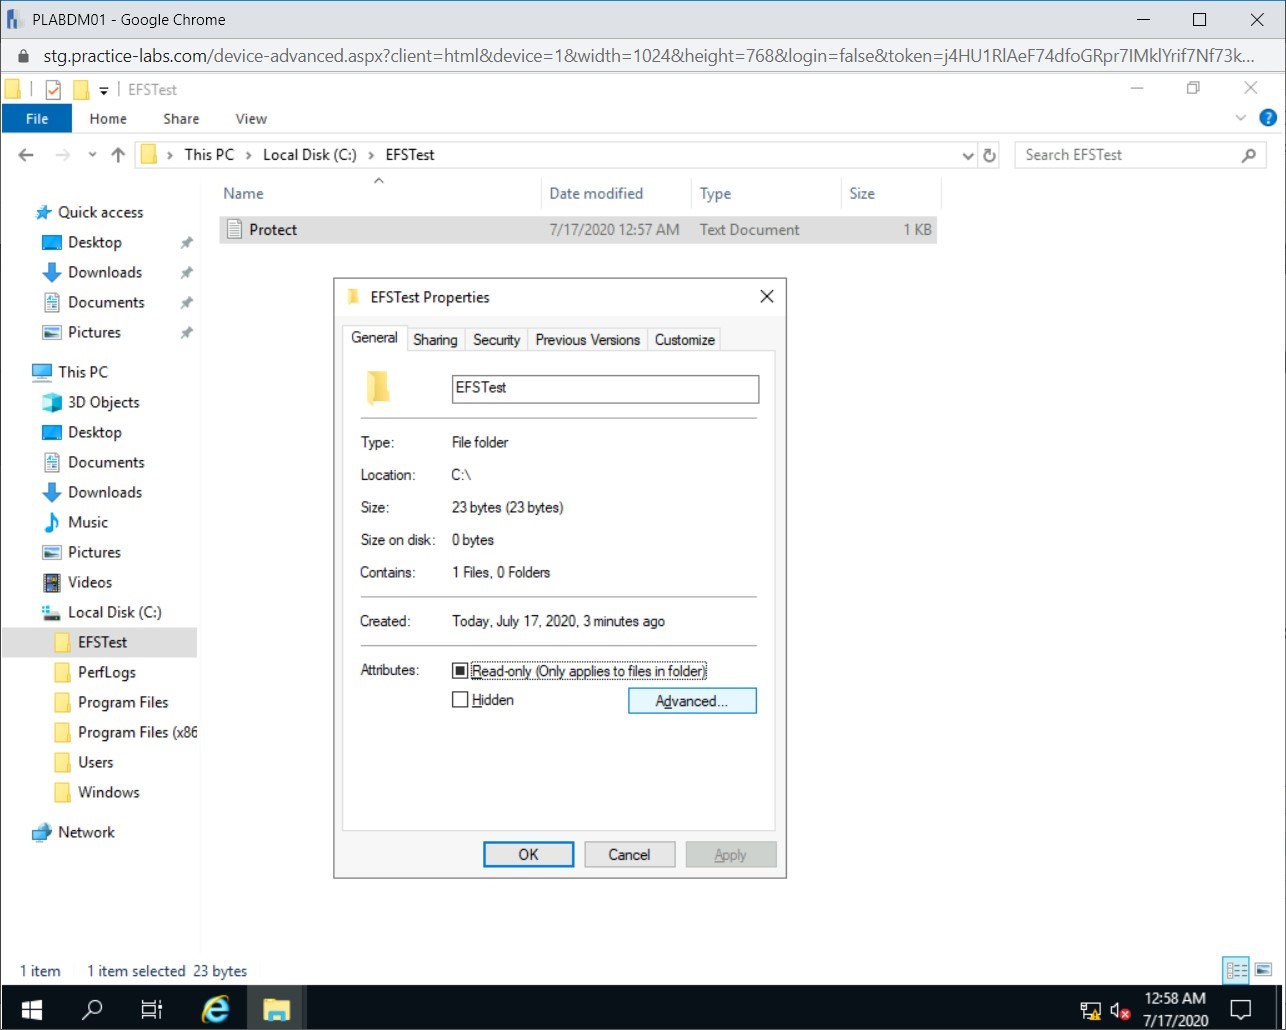 PLABDM01 - Google Chrome
stg.practice-labs.com/device-advanced.aspx?client=html&device=1&width=1024&height=768&login=false&token=j4HU1RlAeF74dfoGRpr7IMklYrif7Nf73k...
EFSTest
File Home Share View
This PC Local Disk (C:) EFSTest
Search EFSTest
Name Date modified Type Size
Protect 7/17/2020 12:57 AM Text Document 1 KB
Quick access
Desktop
Downloads
Documents
Pictures
This PC
3D Objects
Desktop
Documents
Downloads
Music
Pictures
Videos
Local Disk (C:)
EFSTest
PerfLogs
Program Files
Program Files (x86
Users
Windows
Network
EFSTest Properties
General Sharing Security Previous Versions Customize
EFSTest
Type: File folder
Location: C:\
Size: 23 bytes (23 bytes)
Size on disk: 0 bytes
Contains: 1 Files, 0 Folders
Created: Today, July 17, 2020, 3 minutes ago
Attributes: Read-only (Only applies to files in folder)
Hidden Advanced...
OK Cancel Apply
1 item 1 item selected 23 bytes
12:58 AM
7/17/2020